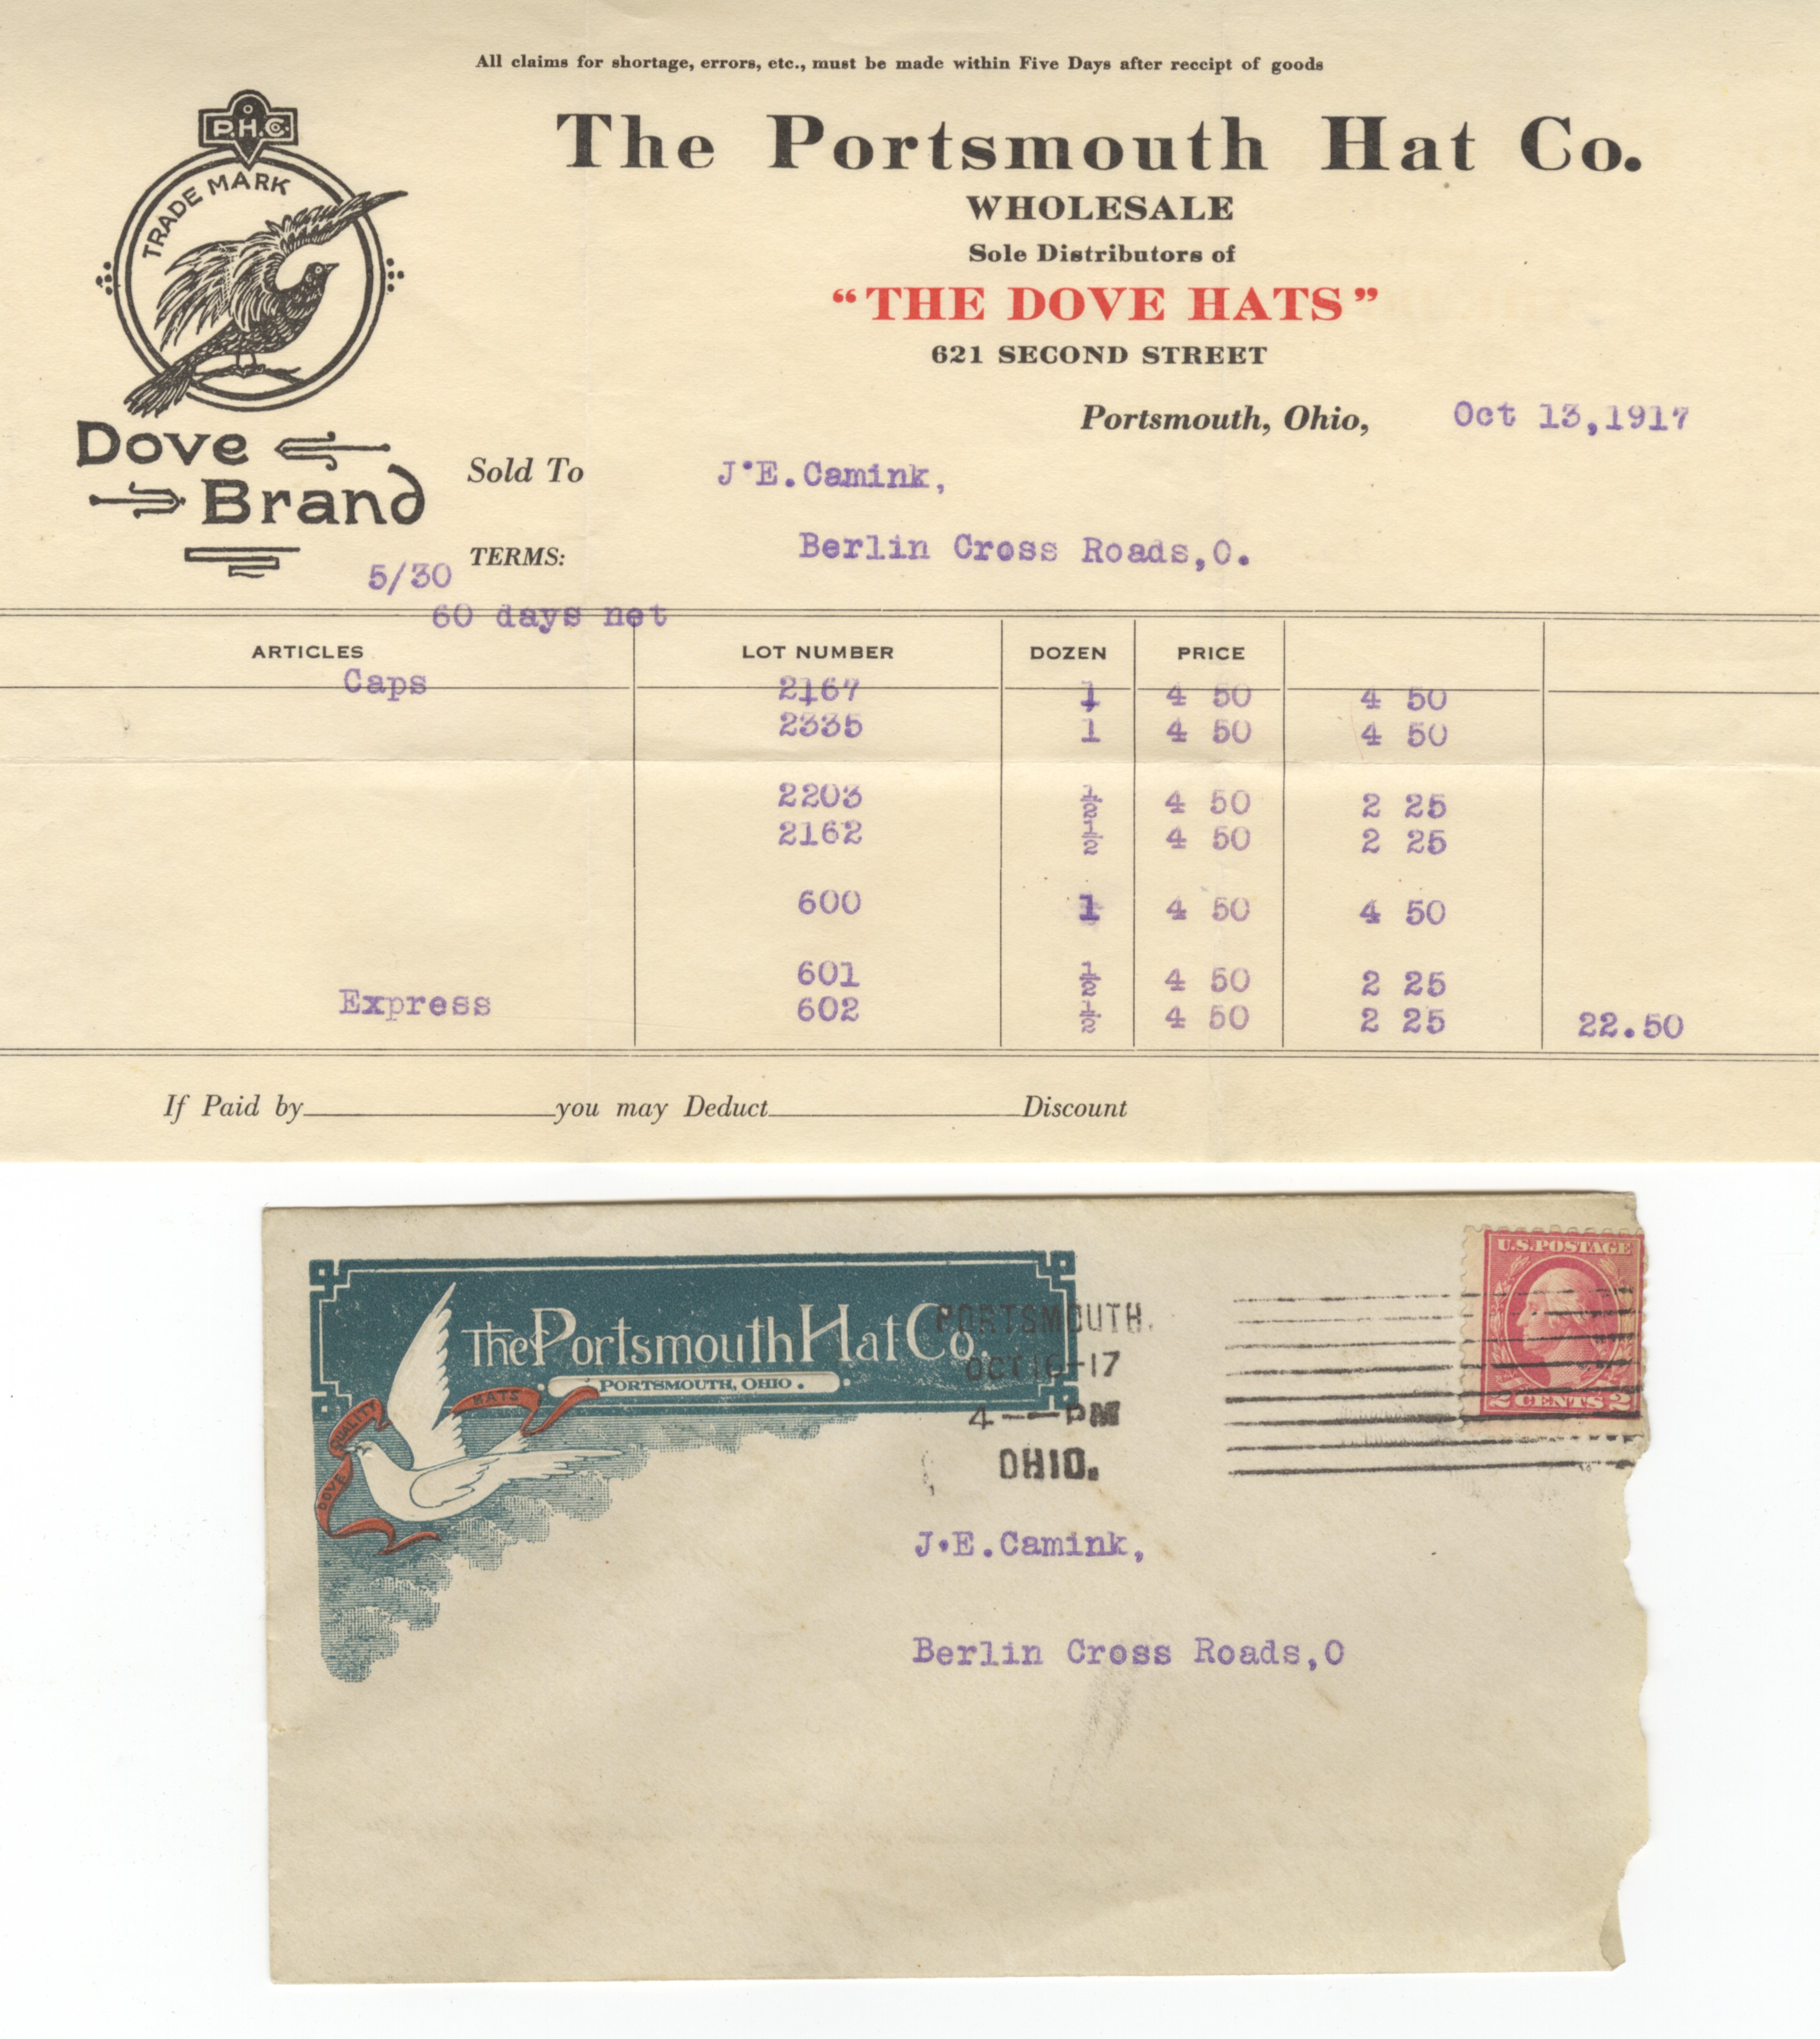 All claims for shortage, errors, etc., must be made within Five Days after receipt of goods
P.H.C.
TRADE MARK
Dove
Brand
The Portsmouth Hat Co.
WHOLESALE
Sole Distributors of
“THE DOVE HATS”
621 SECOND STREET
Portsmouth, Ohio, Oct 13,1917
Sold To J.E.Camink,
Berlin Cross Roads,O.
TERMS: 5/30
60 days net
ARTICLES LOT NUMBER DOZEN PRICE
Caps 2167 1 4 50 4 50
2335 1 4 50 4 50
2203 ½ 4 50 2 25
2162 ½ 4 50 2 25
600 1 4 50 4 50
601 ½ 4 50 2 25
Express 602 ½ 4 50 2 25 22.50
If Paid by you may Deduct Discount
The Portsmouth Hat Co.
PORTSMOUTH, OHIO.
DOVE QUALITY HATS
PORTSMOUTH.
OCT 16-17
4--PM
OHIO.
U.S. POSTAGE
2 CENTS 2
J.E.Camink,
Berlin Cross Roads,O